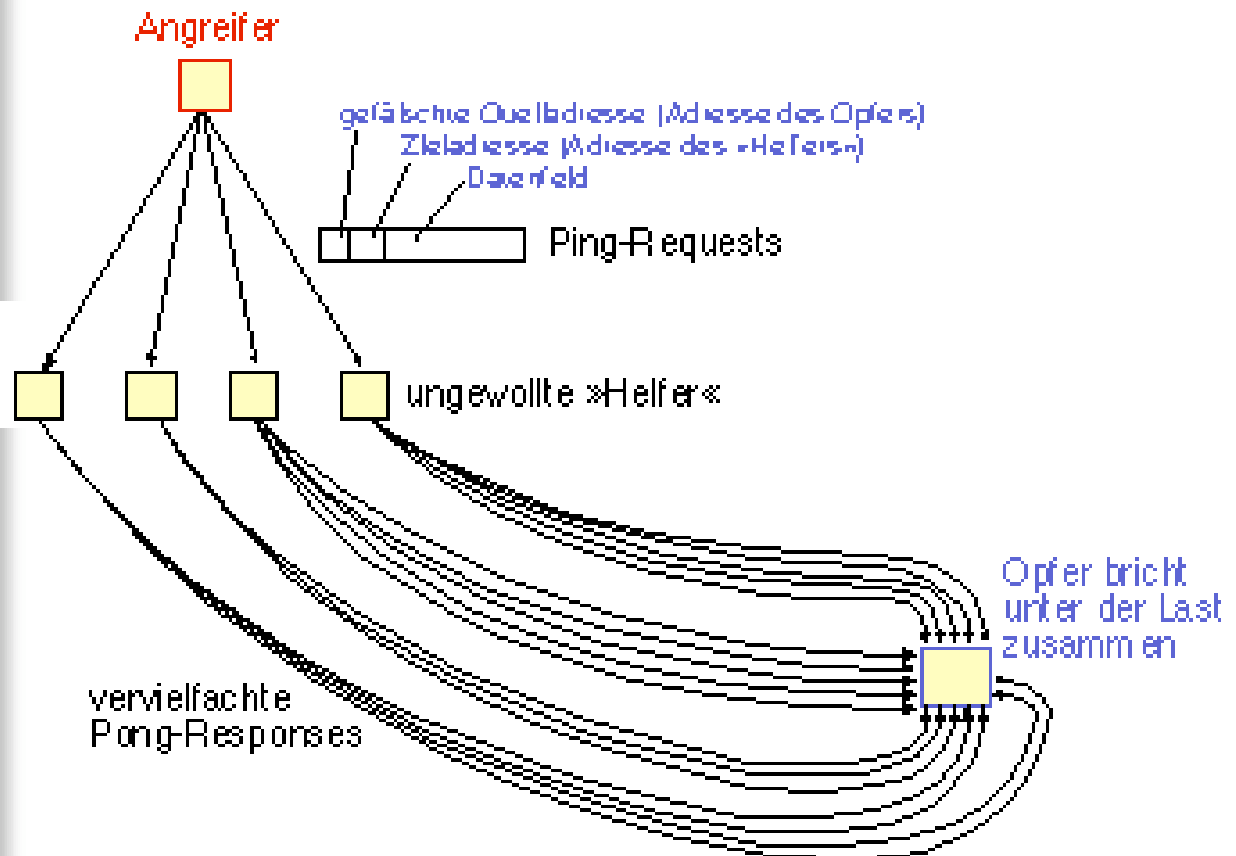 Angreifer
gefälschte Quelladresse (Adresse des Opfers)
Zieladresse (Adresse des »Helfers«)
Datenfeld
Ping-Requests
ungewollte »Helfer«
Opfer bricht
unter der Last
zusammen
vervielfachte
Pong-Responses